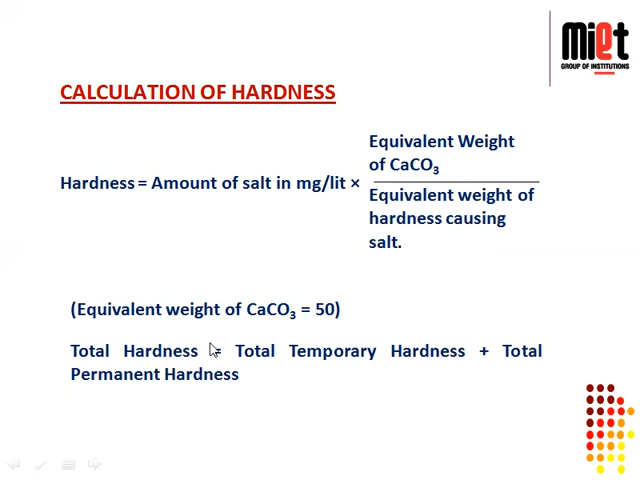 miet
GROUP OF INSTITUTIONS
CALCULATION OF HARDNESS
Equivalent Weight
of CaCO₃
Hardness = Amount of salt in mg/lit ×
Equivalent weight of
hardness causing
salt.
(Equivalent weight of CaCO₃ = 50)
Total Hardness = Total Temporary Hardness + Total
Permanent Hardness